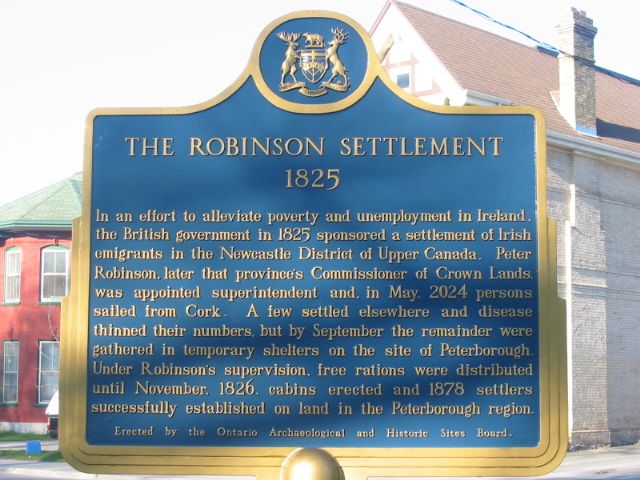 THE ROBINSON SETTLEMENT
1825
In an effort to alleviate poverty and unemployment in Ireland,
the British government in 1825 sponsored a settlement of Irish
emigrants in the Newcastle District of Upper Canada. Peter
Robinson, later that province's Commissioner of Crown Lands,
was appointed superintendent and, in May, 2024 persons
sailed from Cork. A few settled elsewhere and disease
thinned their numbers, but by September the remainder were
gathered in temporary shelters on the site of Peterborough.
Under Robinson's supervision, free rations were distributed
until November, 1826, cabins erected and 1878 settlers
successfully established on land in the Peterborough region.
Erected by the Ontario Archaeological and Historic Sites Board.